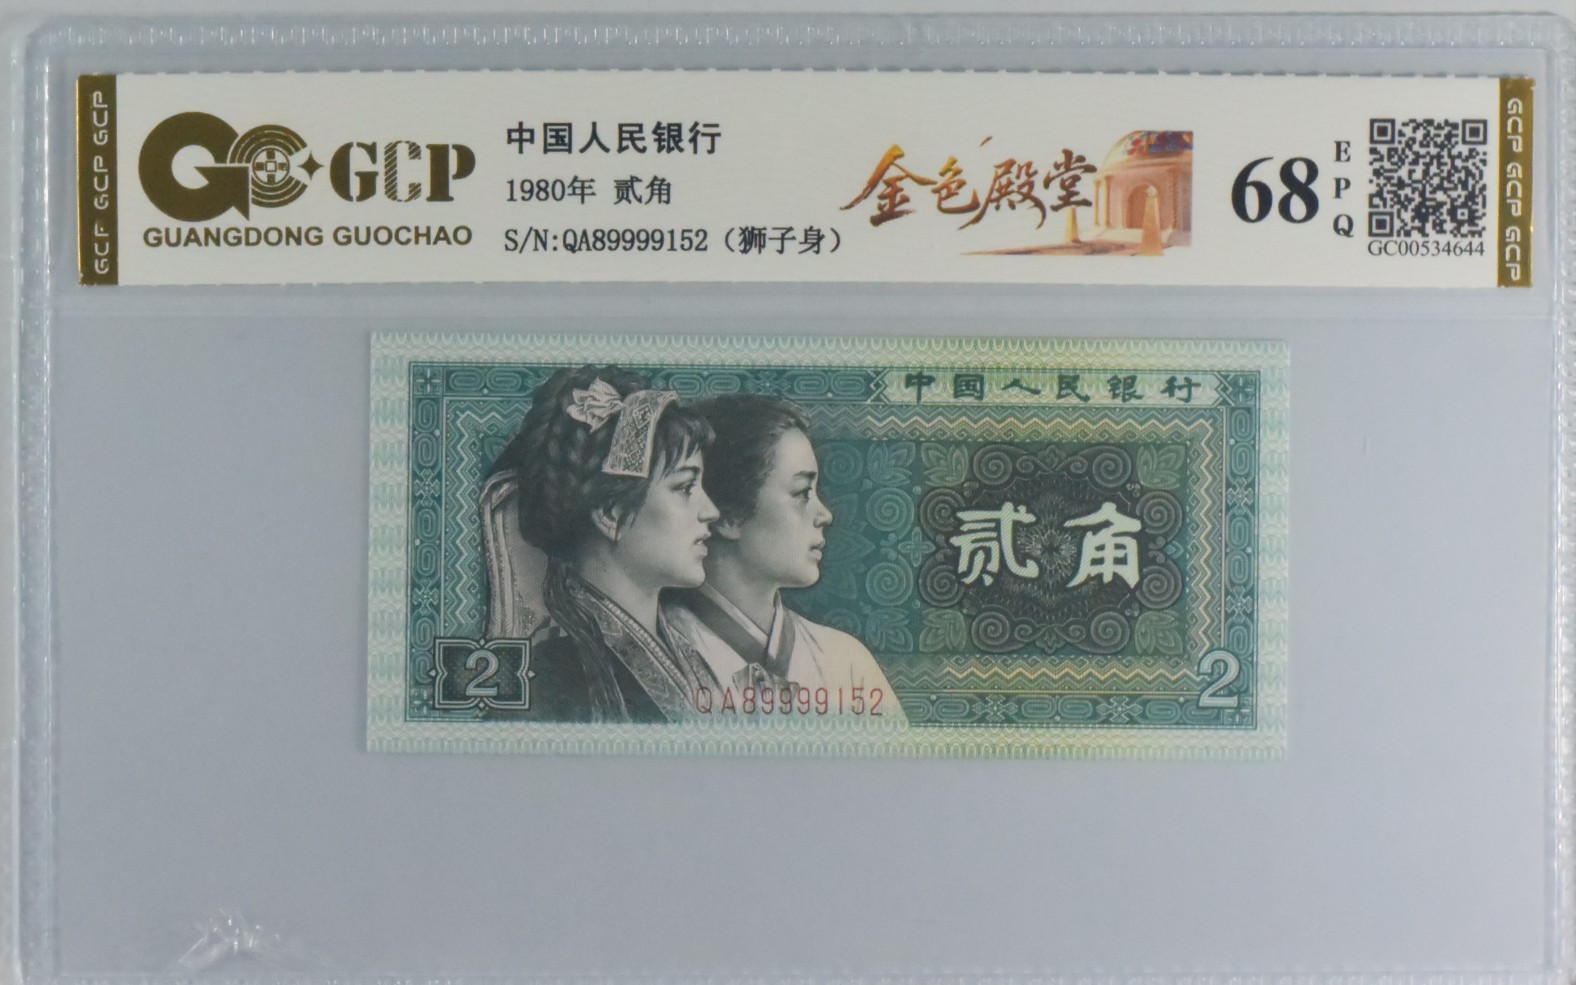 GCP GCP GCP
GCP
GUANGDONG GUOCHAO
中国人民银行
1980年 贰角
S/N:QA89999152（狮子身）
金色殿堂
68
EPQ
GC00534644
GCP GCP GCP
中国人民银行
贰角
2
2
QA89999152